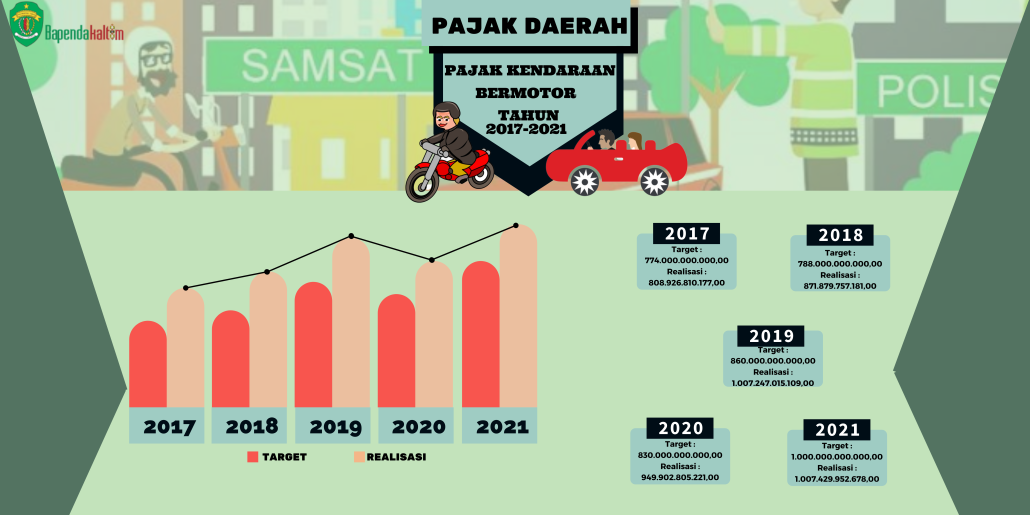 Bapendakaltim
PAJAK DAERAH
SAMSAT
PAJAK KENDARAAN
BERMOTOR
TAHUN
2017-2021
POLIS
2017
Target :
774.000.000.000,00
Realisasi :
808.926.810.177,00
2018
Target :
788.000.000.000,00
Realisasi :
871.879.757.181,00
2019
Target :
860.000.000.000,00
Realisasi :
1.007.247.015.109,00
2020
Target :
830.000.000.000,00
Realisasi :
949.902.805.221,00
2021
Target :
1.000.000.000.000,00
Realisasi :
1.007.429.952.678,00
2017 2018 2019 2020 2021
TARGET REALISASI